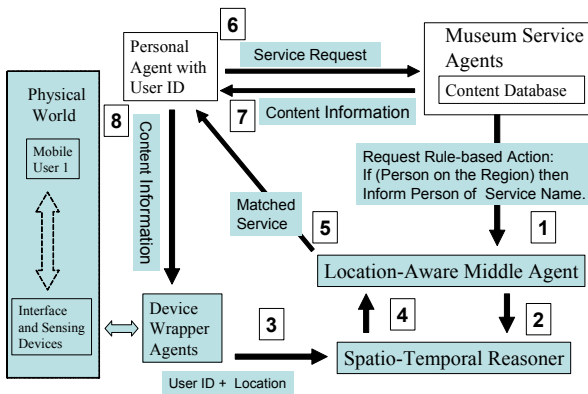 6
Personal
Agent with
User ID
Service Request
Museum Service
Agents
Content Database
Physical
World
8
7
Content Information
Mobile
User 1
Content Information
Request Rule-based Action:
If (Person on the Region) then
Inform Person of  Service Name.
Matched
Service
5
1
Location-Aware Middle Agent
Interface
and Sensing
Devices
Device
Wrapper
Agents
3
4
2
Spatio-Temporal Reasoner
User ID + Location